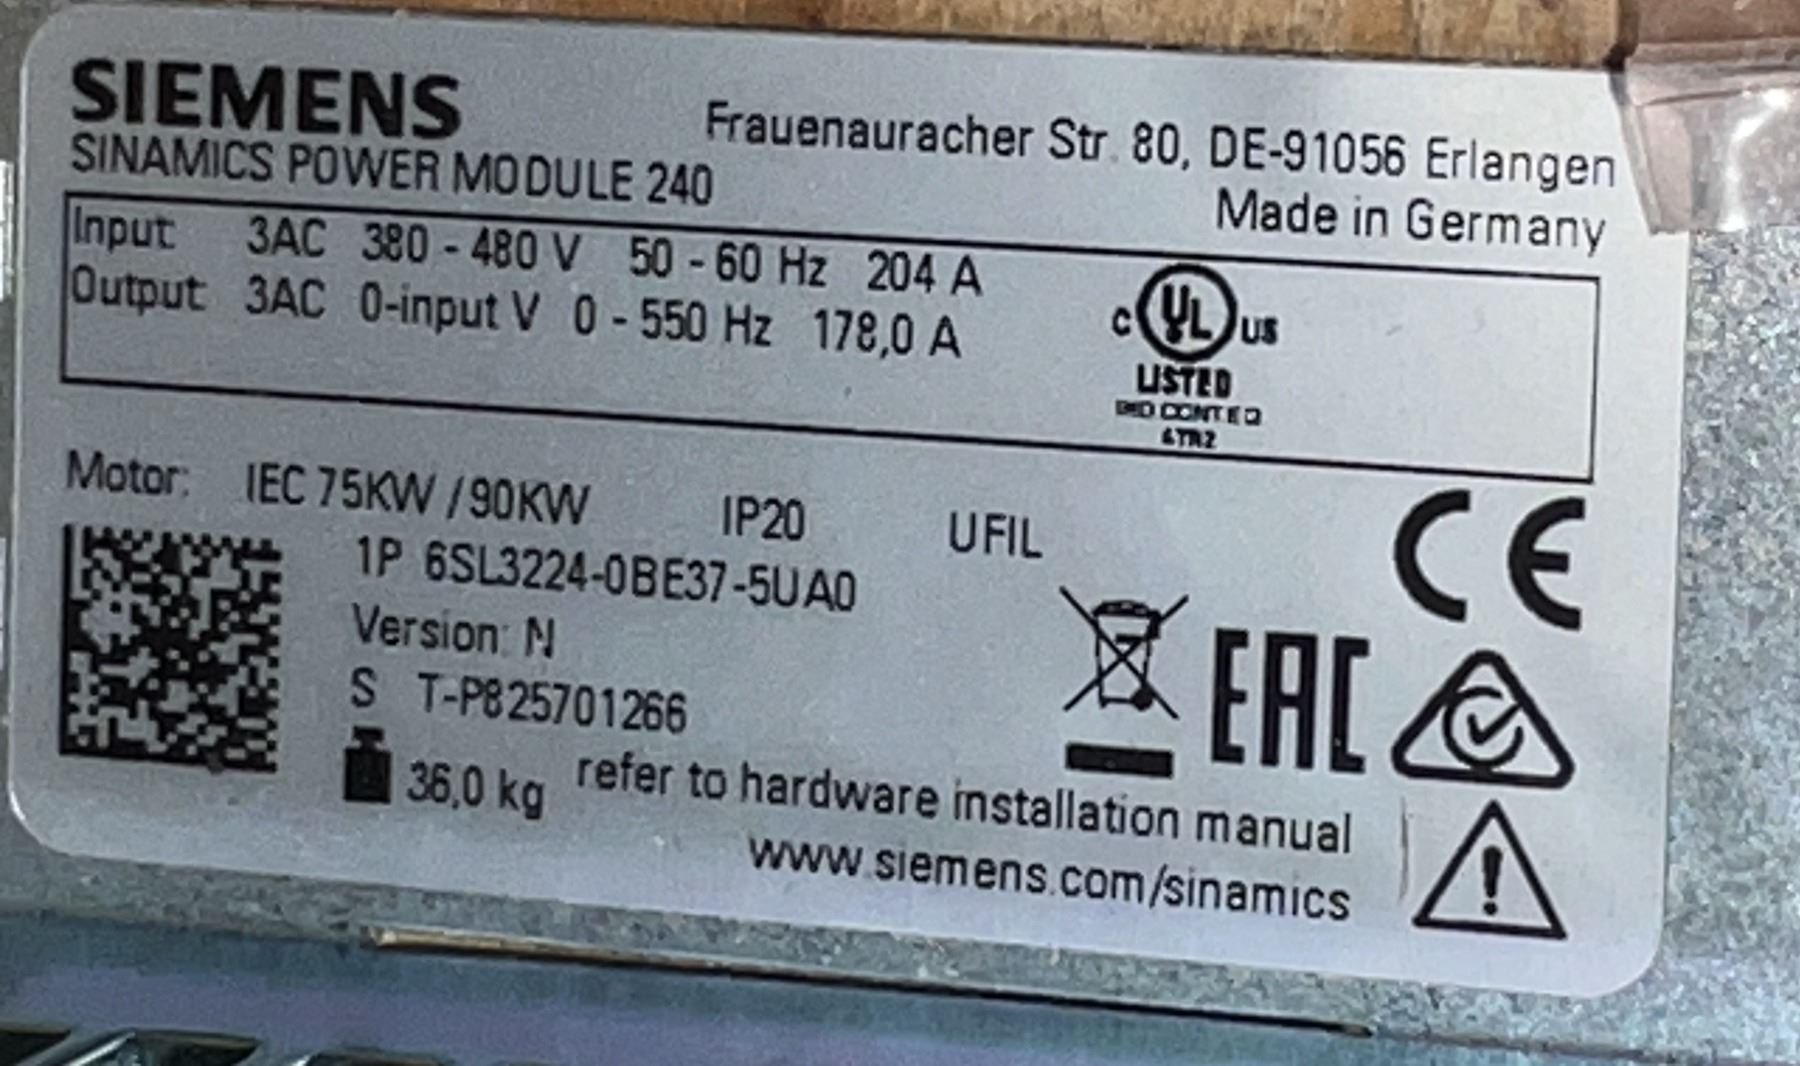 SIEMENS
SINAMICS POWER MODULE 240
Frauenauracher Str. 80, DE-91056 Erlangen
Made in Germany
Input: 3AC 380 - 480 V 50 - 60 Hz 204 A
Output: 3AC 0-input V 0 - 550 Hz 178,0 A
C UL US
LISTED
Motor: IEC 75KW / 90KW IP20 UFIL
CE
1P 6SL3224-0BE37-5UA0
Version: N
S T-P825701266
EAC
36,0 kg refer to hardware installation manual
www.siemens.com/sinamics